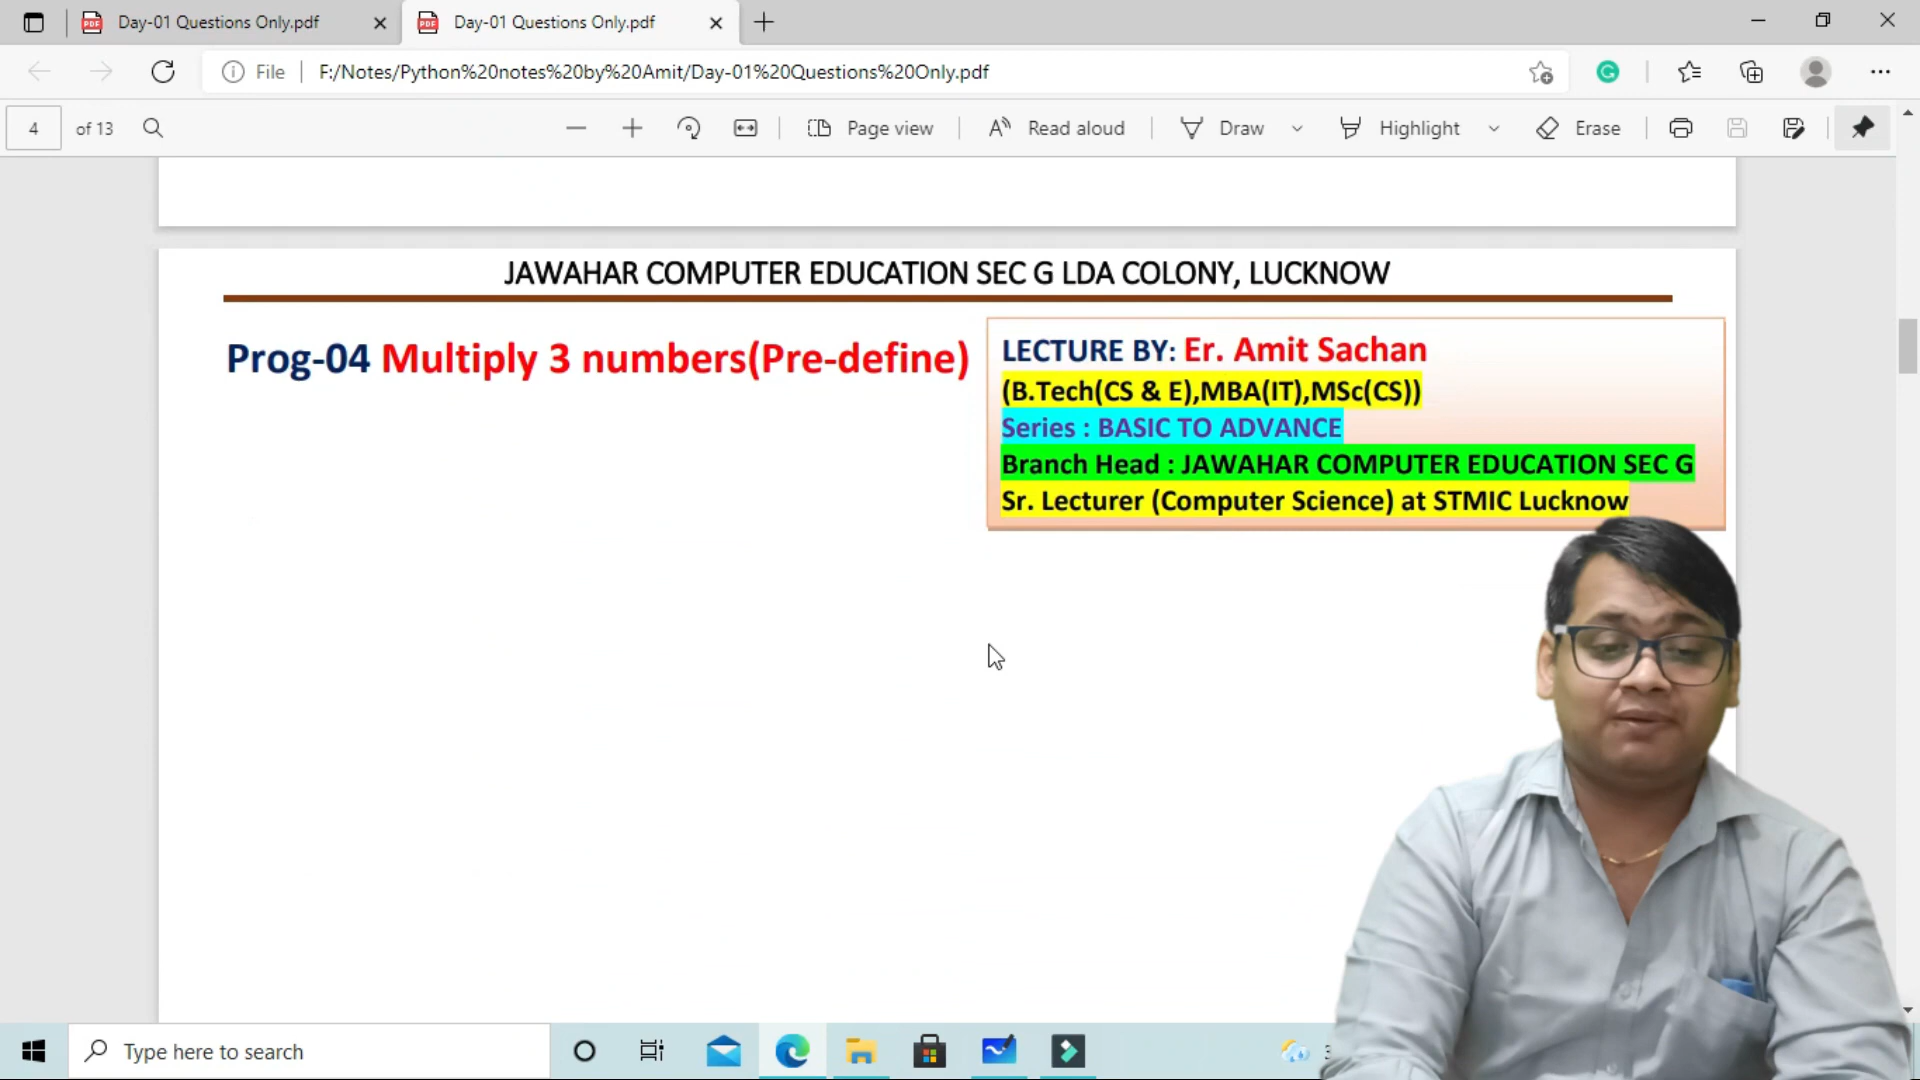 Day-01 Questions Only.pdf
Day-01 Questions Only.pdf
File
F:/Notes/Python%20notes%20by%20Amit/Day-01%20Questions%20Only.pdf
4 of 13
Page view
Read aloud
Draw
Highlight
Erase
JAWAHAR COMPUTER EDUCATION SEC G LDA COLONY, LUCKNOW
Prog-04 Multiply 3 numbers(Pre-define)
LECTURE BY: Er. Amit Sachan
(B.Tech(CS & E),MBA(IT),MSc(CS))
Series : BASIC TO ADVANCE
Branch Head : JAWAHAR COMPUTER EDUCATION SEC G
Sr. Lecturer (Computer Science) at STMIC Lucknow
Type here to search